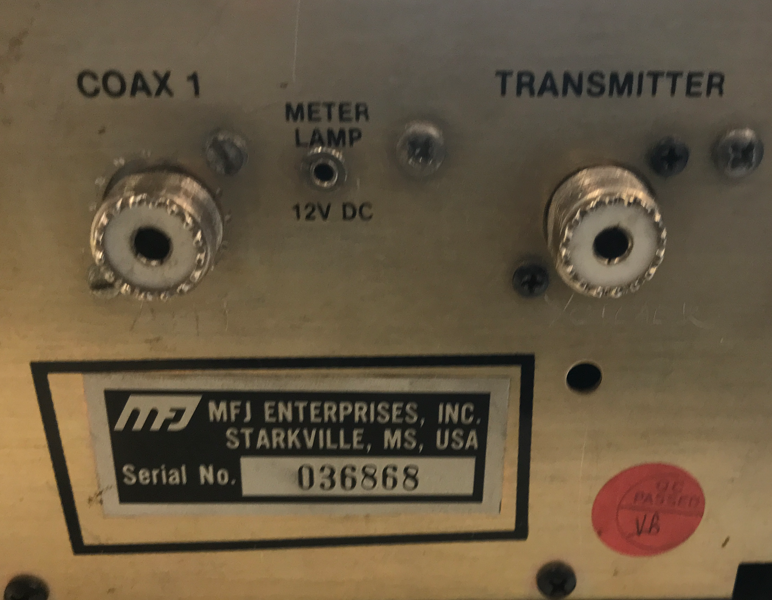 COAX 1
TRANSMITTER
METER
LAMP
12V DC
MFJ MFJ ENTERPRISES, INC.
STARKVILLE, MS, USA
Serial No. 036868
QC
PASSED
VB